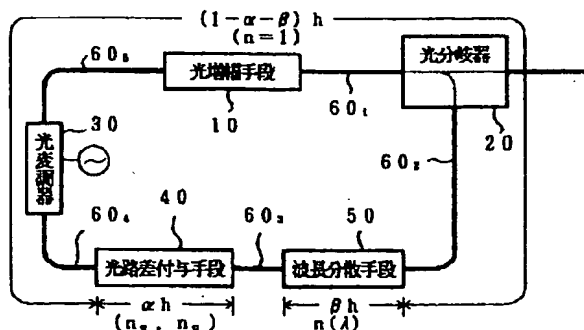 (1-α-β) h
(n=1)
60₅
光増幅手段
10
60₁
光分岐器
20
30
光変調器
60₂
60₄
40
光路差付与手段
60₃
50
波長分散手段
αh
βh
n(λ)